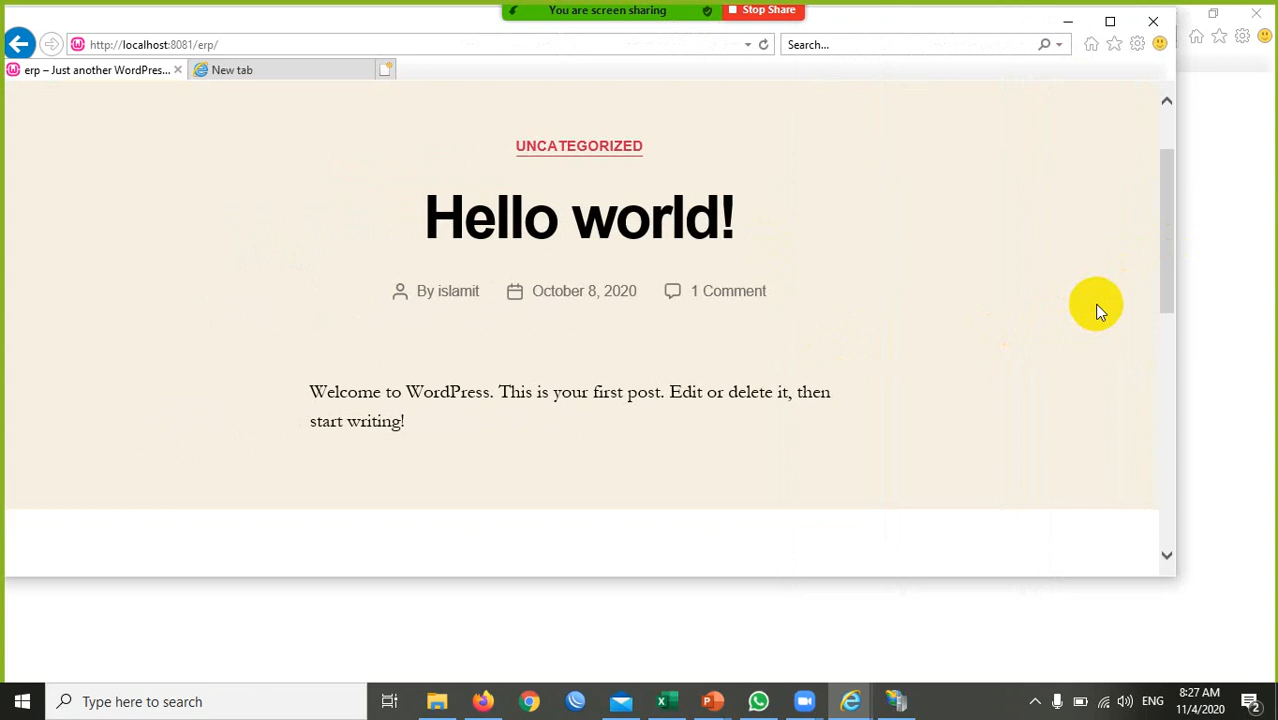 You are screen sharing
Stop Share
http://localhost:8081/erp/
Search...
erp – Just another WordPres...
New tab
UNCATEGORIZED
Hello world!
By islamit
October 8, 2020
1 Comment
Welcome to WordPress. This is your first post. Edit or delete it, then
start writing!
Type here to search
ENG
8:27 AM
11/4/2020
2